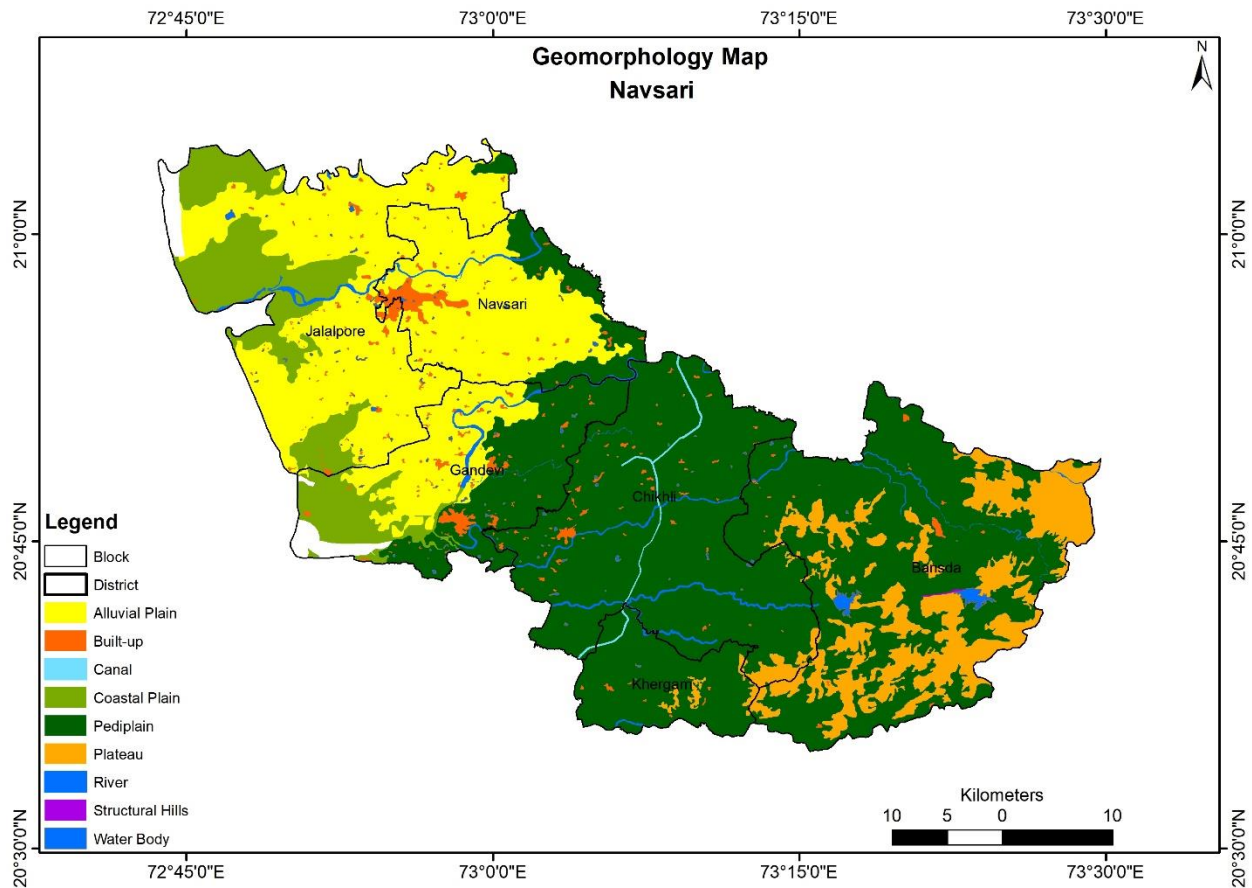 72°45'0"E
73°0'0"E
73°15'0"E
73°30'0"E
Geomorphology Map
Navsari
N
21°0'0"N
21°0'0"N
Navsari
Jalalpore
Gandevi
Chikhli
20°45'0"N
20°45'0"N
Bansda
Khergam
Legend
Block
District
Alluvial Plain
Built-up
Canal
Coastal Plain
Pediplain
Plateau
River
Structural Hills
Water Body
Kilometers
10 5 0 10
20°30'0"N
20°30'0"N
72°45'0"E
73°0'0"E
73°15'0"E
73°30'0"E